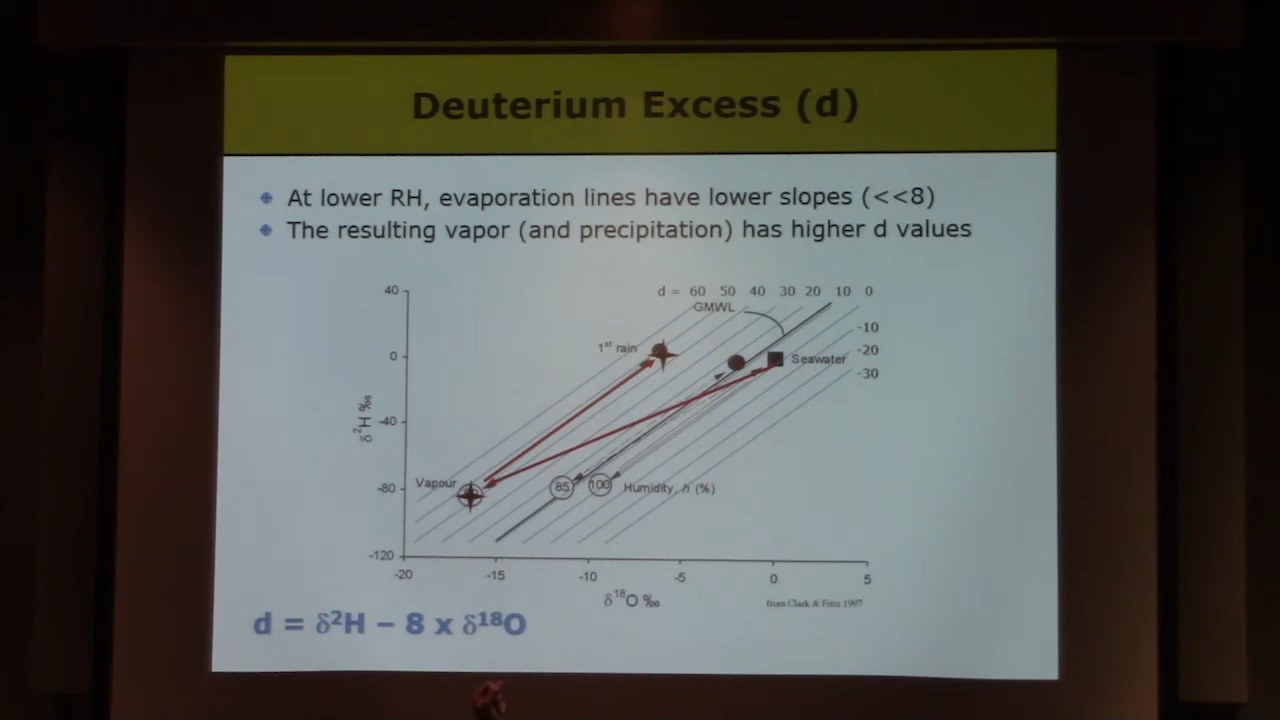 Deuterium Excess (d)
At lower RH, evaporation lines have lower slopes (<<8)
The resulting vapor (and precipitation) has higher d values
d = 60 50 40 30 20 10 0
GMWL
-10
-20
-30
40
0
-40
-80
-120
δ²H ‰
1st rain
Seawater
Vapour
85
100
Humidity, h (%)
-20 -15 -10 -5 0 5
δ¹⁸O ‰
from Clark & Fritz 1997
d = δ²H – 8 x δ¹⁸O